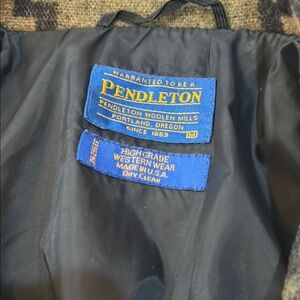 WARRANTED TO BE A
PENDLETON
PENDLETON WOOLEN MILLS
PORTLAND, OREGON
SINCE 1863
M
HIGH GRADE
WESTERN WEAR
MADE IN U.S.A.
DRY CLEAN